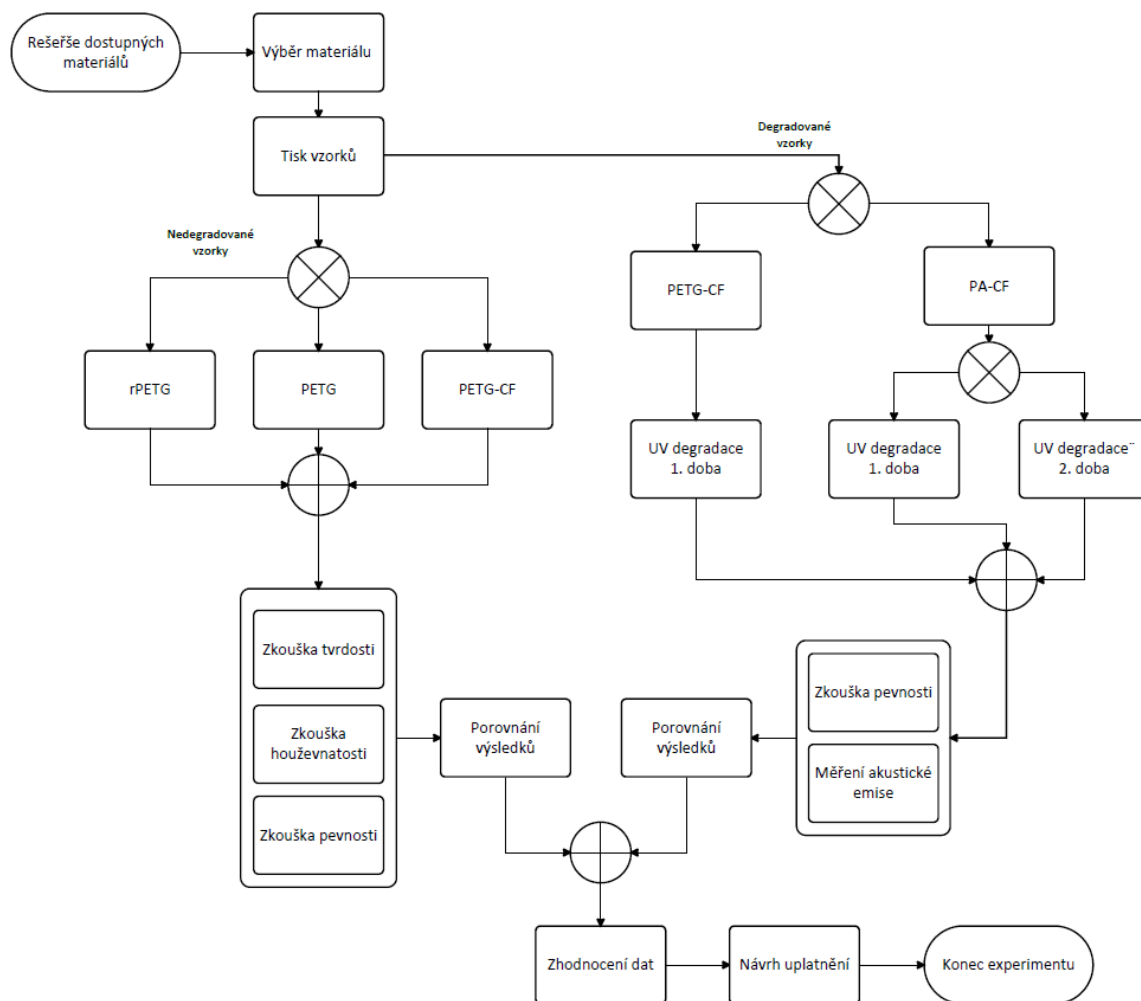 Rešeřše dostupných
materiálů
Výběr materiálu
Tisk vzorků
Degradované
vzorky
Nedegradované
vzorky
PETG-CF
PA-CF
rPETG
PETG
PETG-CF
UV degradace
1. doba
UV degradace
1. doba
UV degradace¨
2. doba
Zkouška tvrdosti
Zkouška
houževnatosti
Zkouška pevnosti
Porovnání
výsledků
Porovnání
výsledků
Zkouška pevnosti
Měření akustické
emise
Zhodnocení dat
Návrh uplatnění
Konec experimentu